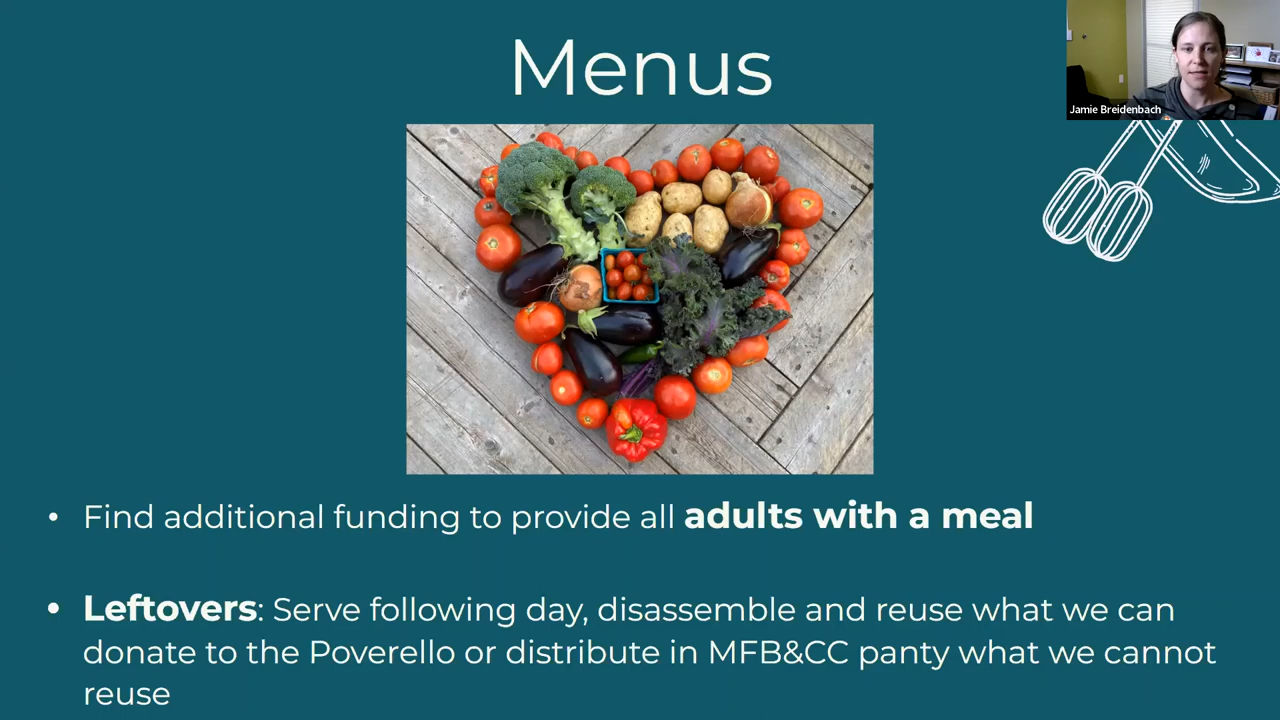 Menus
Jamie Breidenbach
• Find additional funding to provide all adults with a meal
• Leftovers: Serve following day, disassemble and reuse what we can
donate to the Poverello or distribute in MFB&CC panty what we cannot
reuse